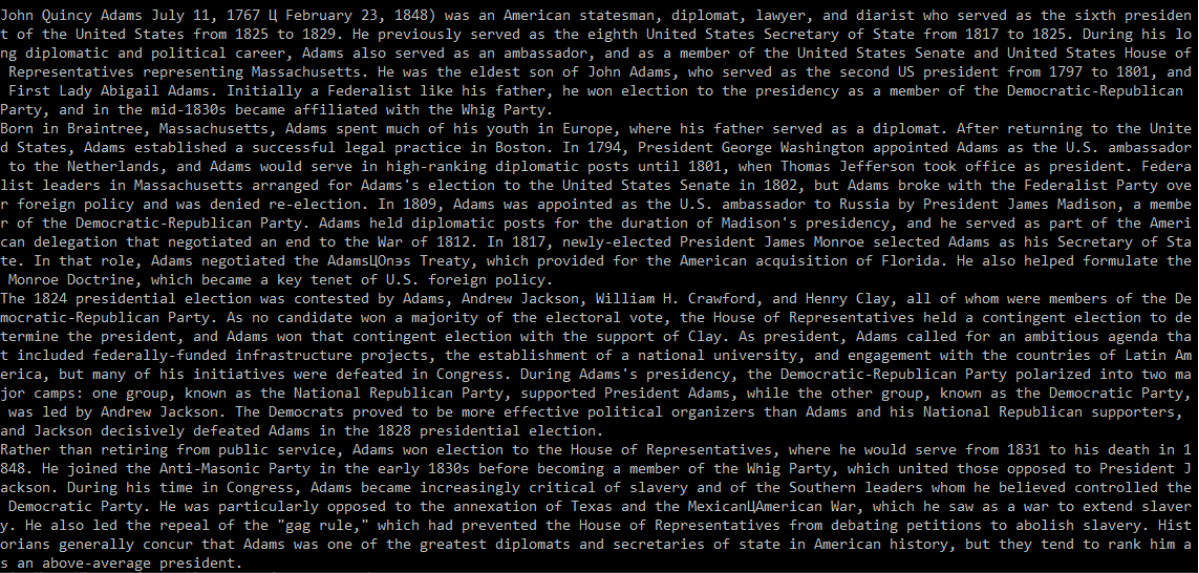 John Quincy Adams July 11, 1767 Ц February 23, 1848) was an American statesman, diplomat, lawyer, and diarist who served as the sixth presiden
t of the United States from 1825 to 1829. He previously served as the eighth United States Secretary of State from 1817 to 1825. During his lo
ng diplomatic and political career, Adams also served as an ambassador, and as a member of the United States Senate and United States House of
 Representatives representing Massachusetts. He was the eldest son of John Adams, who served as the second US president from 1797 to 1801, and
 First Lady Abigail Adams. Initially a Federalist like his father, he won election to the presidency as a member of the Democratic-Republican
Party, and in the mid-1830s became affiliated with the Whig Party.
Born in Braintree, Massachusetts, Adams spent much of his youth in Europe, where his father served as a diplomat. After returning to the Unite
d States, Adams established a successful legal practice in Boston. In 1794, President George Washington appointed Adams as the U.S. ambassador
 to the Netherlands, and Adams would serve in high-ranking diplomatic posts until 1801, when Thomas Jefferson took office as president. Federa
list leaders in Massachusetts arranged for Adams's election to the United States Senate in 1802, but Adams broke with the Federalist Party ove
r foreign policy and was denied re-election. In 1809, Adams was appointed as the U.S. ambassador to Russia by President James Madison, a membe
r of the Democratic-Republican Party. Adams held diplomatic posts for the duration of Madison's presidency, and he served as part of the Ameri
can delegation that negotiated an end to the War of 1812. In 1817, newly-elected President James Monroe selected Adams as his Secretary of Sta
te. In that role, Adams negotiated the AdamsЦOnэs Treaty, which provided for the American acquisition of Florida. He also helped formulate the
 Monroe Doctrine, which became a key tenet of U.S. foreign policy.
The 1824 presidential election was contested by Adams, Andrew Jackson, William H. Crawford, and Henry Clay, all of whom were members of the De
mocratic-Republican Party. As no candidate won a majority of the electoral vote, the House of Representatives held a contingent election to de
termine the president, and Adams won that contingent election with the support of Clay. As president, Adams called for an ambitious agenda tha
t included federally-funded infrastructure projects, the establishment of a national university, and engagement with the countries of Latin Am
erica, but many of his initiatives were defeated in Congress. During Adams's presidency, the Democratic-Republican Party polarized into two ma
jor camps: one group, known as the National Republican Party, supported President Adams, while the other group, known as the Democratic Party,
 was led by Andrew Jackson. The Democrats proved to be more effective political organizers than Adams and his National Republican supporters,
and Jackson decisively defeated Adams in the 1828 presidential election.
Rather than retiring from public service, Adams won election to the House of Representatives, where he would serve from 1831 to his death in 1
848. He joined the Anti-Masonic Party in the early 1830s before becoming a member of the Whig Party, which united those opposed to President J
ackson. During his time in Congress, Adams became increasingly critical of slavery and of the Southern leaders whom he believed controlled the
 Democratic Party. He was particularly opposed to the annexation of Texas and the MexicanЦAmerican War, which he saw as a war to extend slaver
y. He also led the repeal of the "gag rule," which had prevented the House of Representatives from debating petitions to abolish slavery. Hist
orians generally concur that Adams was one of the greatest diplomats and secretaries of state in American history, but they tend to rank him a
s an above-average president.